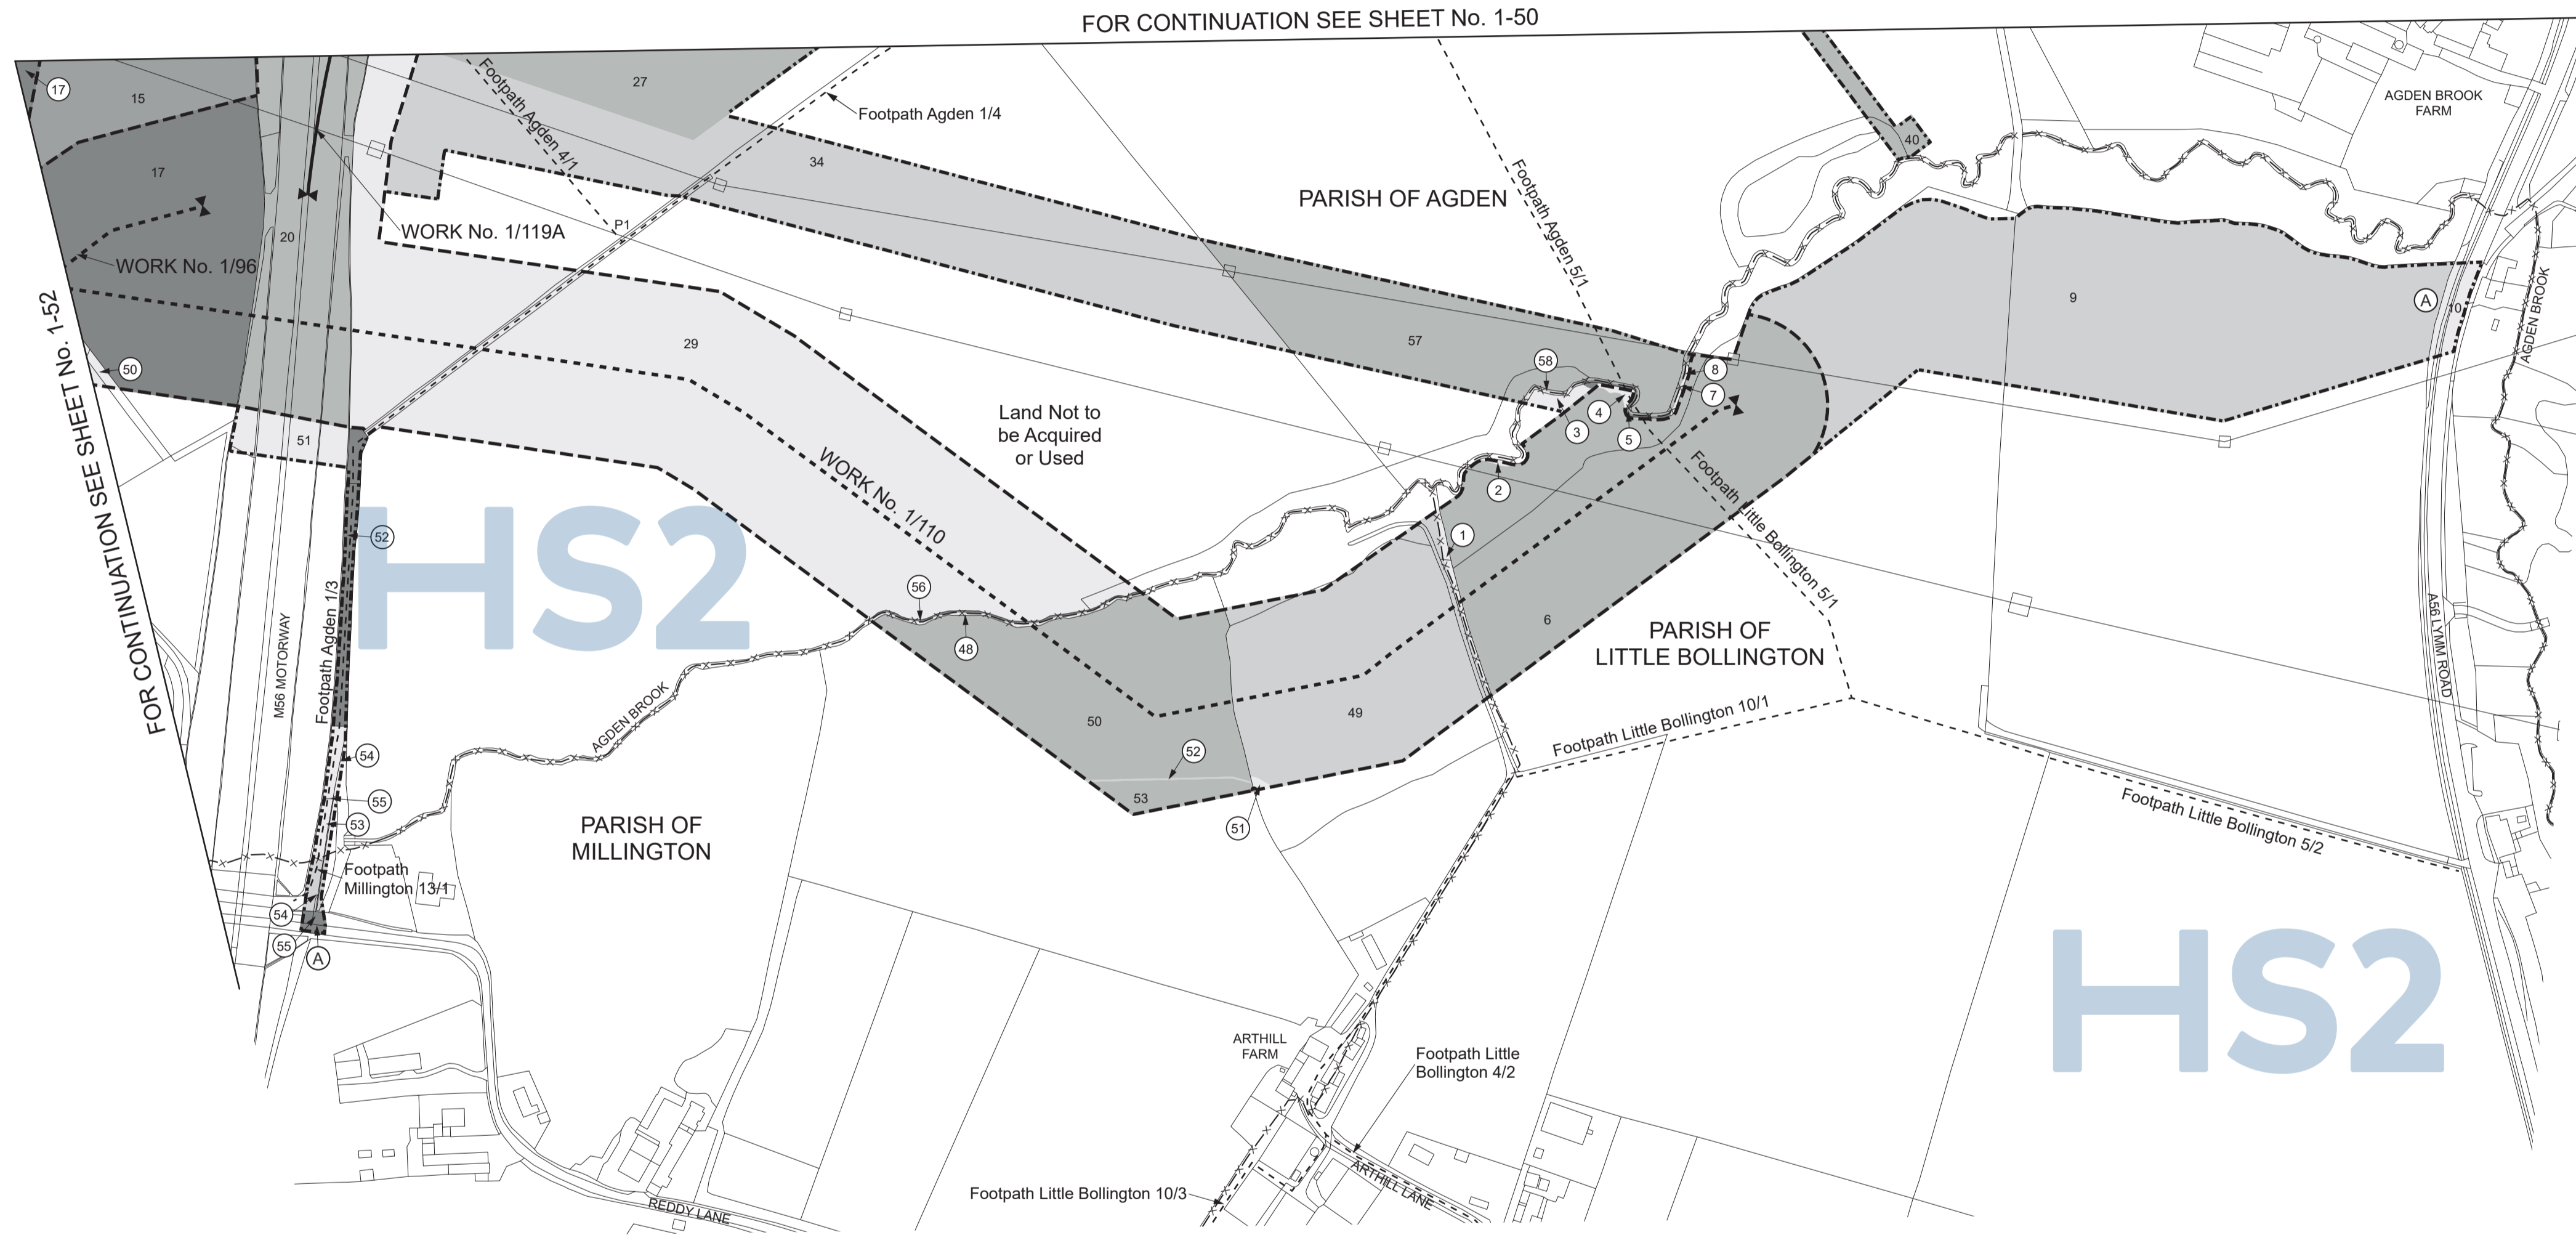 FOR CONTINUATION SEE SHEET No. 1-50
17
15
27
Footpath Agden 4/1
Footpath Agden 1/4
AGDEN BROOK
FARM
40
34
17
PARISH OF AGDEN
Footpath Agden 5/1
P1
WORK No. 1/119A
20
WORK No. 1/96
FOR CONTINUATION SEE SHEET No. 1-52
9
A
10
AGDEN BROOK
29
57
50
58
8
7
4
3
5
51
Land Not to
be Acquired
or Used
WORK No. 1/110
2
Footpath Little Bollington 5/1
HS2
52
1
56
48
6
PARISH OF
LITTLE BOLLINGTON
A56 LYMM ROAD
M56 MOTORWAY
Footpath Agden 1/3
AGDEN BROOK
50
49
Footpath Little Bollington 10/1
54
52
55
53
53
51
Footpath Little Bollington 5/2
PARISH OF
MILLINGTON
Footpath
Millington 13/1
54
55
A
HS2
ARTHILL
FARM
Footpath Little
Bollington 4/2
ARTHILL LANE
Footpath Little Bollington 10/3
REDDY LANE